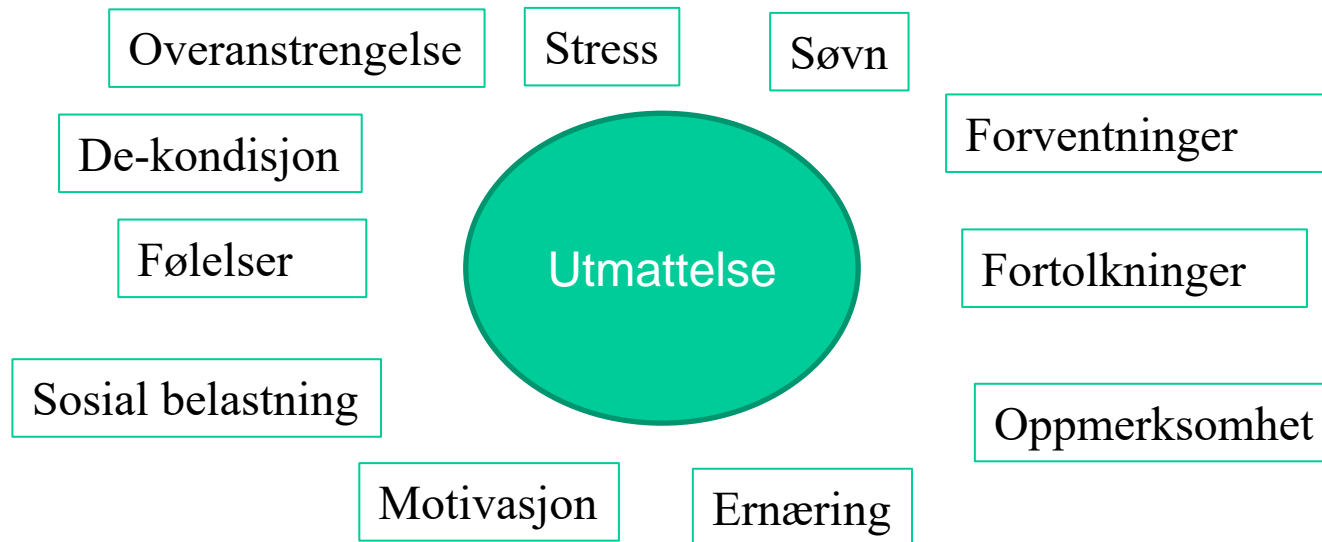 Overanstrengelse
Stress
Søvn
Forventninger
De-kondisjon
Følelser
Utmattelse
Fortolkninger
Sosial belastning
Oppmerksomhet
Motivasjon
Ernæring